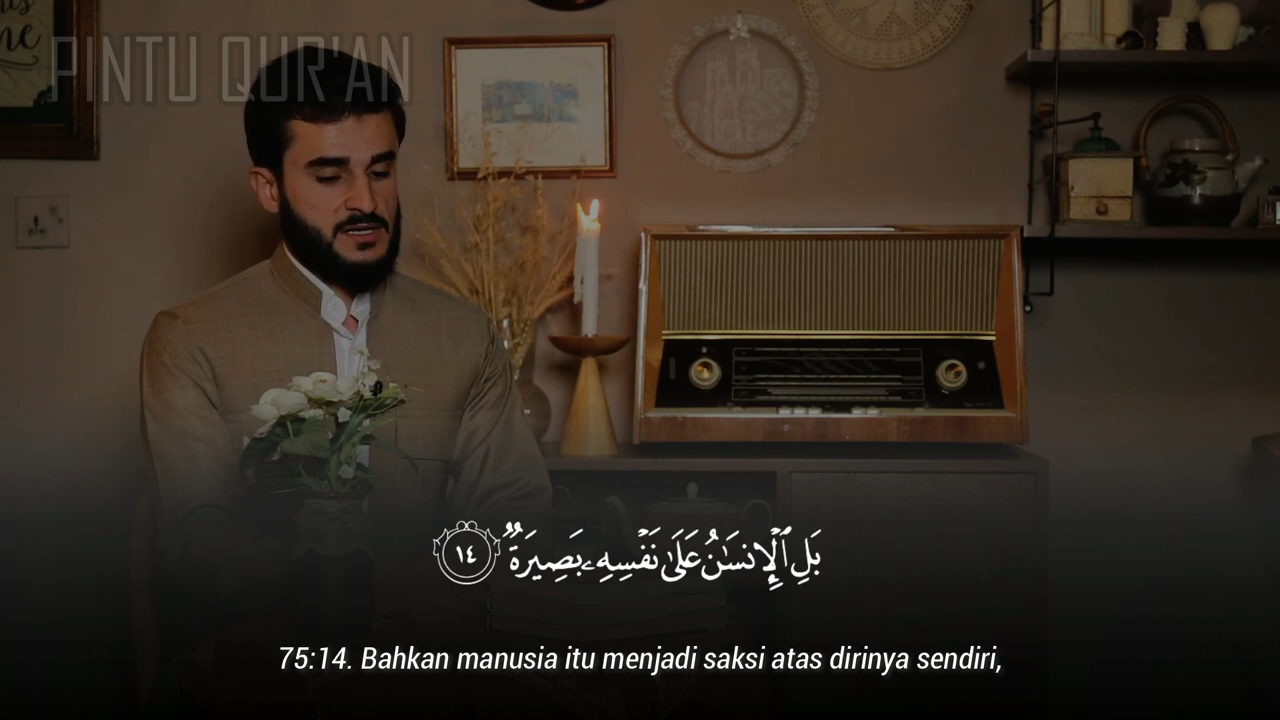 PINTU QUR'AN
بَلِ ٱلْإِنسَـٰنُ عَلَىٰ نَفْسِهِۦ بَصِيرَةٌۭ ١٤
75:14. Bahkan manusia itu menjadi saksi atas dirinya sendiri,